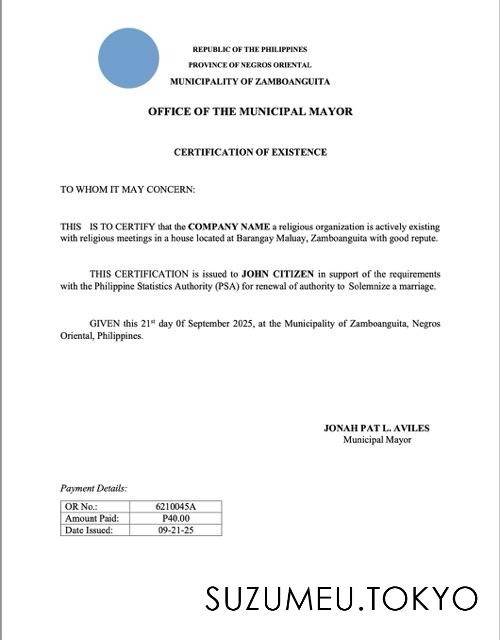 REPUBLIC OF THE PHILIPPINES
PROVINCE OF NEGROS ORIENTAL
MUNICIPALITY OF ZAMBOANGUITA
OFFICE OF THE MUNICIPAL MAYOR
CERTIFICATION OF EXISTENCE
TO WHOM IT MAY CONCERN:
THIS IS TO CERTIFY that the COMPANY NAME a religious organization is actively existing
with religious meetings in a house located at Barangay Maluay, Zamboanguita with good repute.
THIS CERTIFICATION is issued to JOHN CITIZEN in support of the requirements
with the Philippine Statistics Authority (PSA) for renewal of authority to Solemnize a marriage.
GIVEN this 21st day 0f September 2025, at the Municipality of Zamboanguita, Negros
Oriental, Philippines.
JONAH PAT L. AVILES
Municipal Mayor
Payment Details:
OR No.: 6210045A
Amount Paid: P40.00
Date Issued: 09-21-25
SUZUMEU.TOKYO